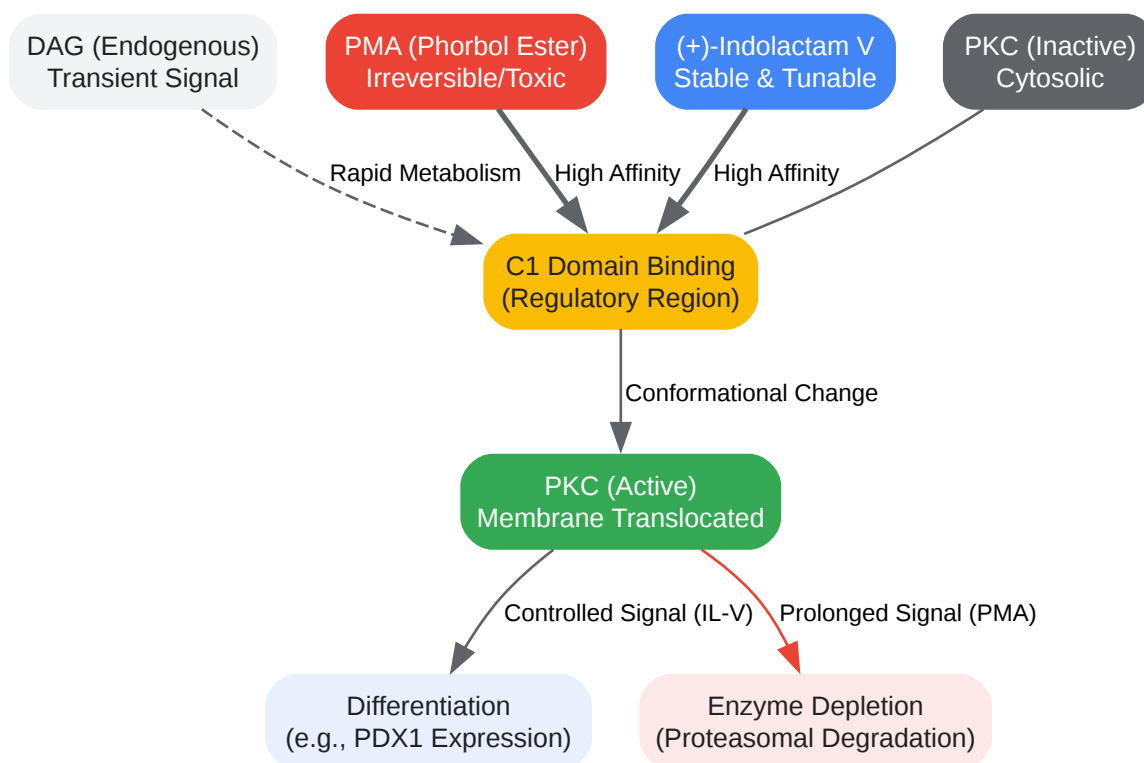 DAG (Endogenous)
Transient Signal
PMA (Phorbol Ester)
Irreversible/Toxic
(+)-Indolactam V
Stable & Tunable
PKC (Inactive)
Cytosolic
Rapid Metabolism
High Affinity
High Affinity
C1 Domain Binding
(Regulatory Region)
Conformational Change
PKC (Active)
Membrane Translocated
Controlled Signal (IL-V)
Prolonged Signal (PMA)
Differentiation
(e.g., PDX1 Expression)
Enzyme Depletion
(Proteasomal Degradation)